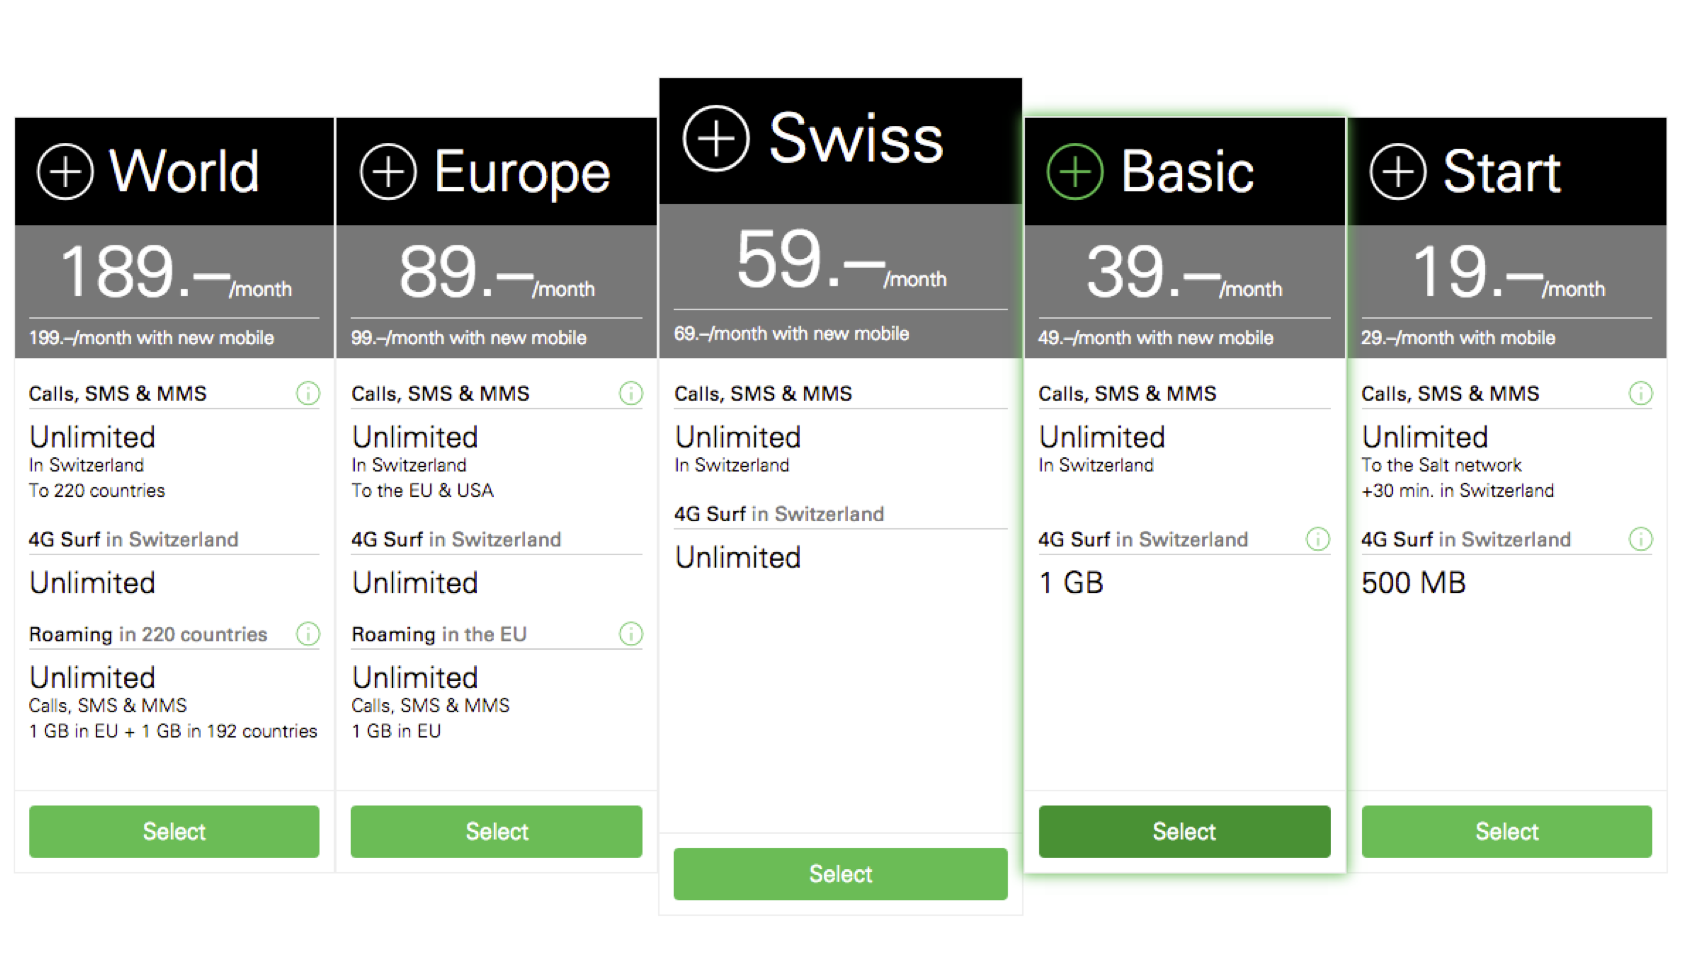 World
189.–/month
199.–/month with new mobile
Calls, SMS & MMS
Unlimited
In Switzerland
To 220 countries
4G Surf in Switzerland
Unlimited
Roaming in 220 countries
Unlimited
Calls, SMS & MMS
1 GB in EU + 1 GB in 192 countries
Select
Europe
89.–/month
99.–/month with new mobile
Calls, SMS & MMS
Unlimited
In Switzerland
To the EU & USA
4G Surf in Switzerland
Unlimited
Roaming in the EU
Unlimited
Calls, SMS & MMS
1 GB in EU
Select
Swiss
59.–/month
69.–/month with new mobile
Calls, SMS & MMS
Unlimited
In Switzerland
4G Surf in Switzerland
Unlimited
Select
Basic
39.–/month
49.–/month with new mobile
Calls, SMS & MMS
Unlimited
In Switzerland
4G Surf in Switzerland
1 GB
Select
Start
19.–/month
29.–/month with new mobile
Calls, SMS & MMS
Unlimited
To the Salt network
+30 min. in Switzerland
4G Surf in Switzerland
500 MB
Select